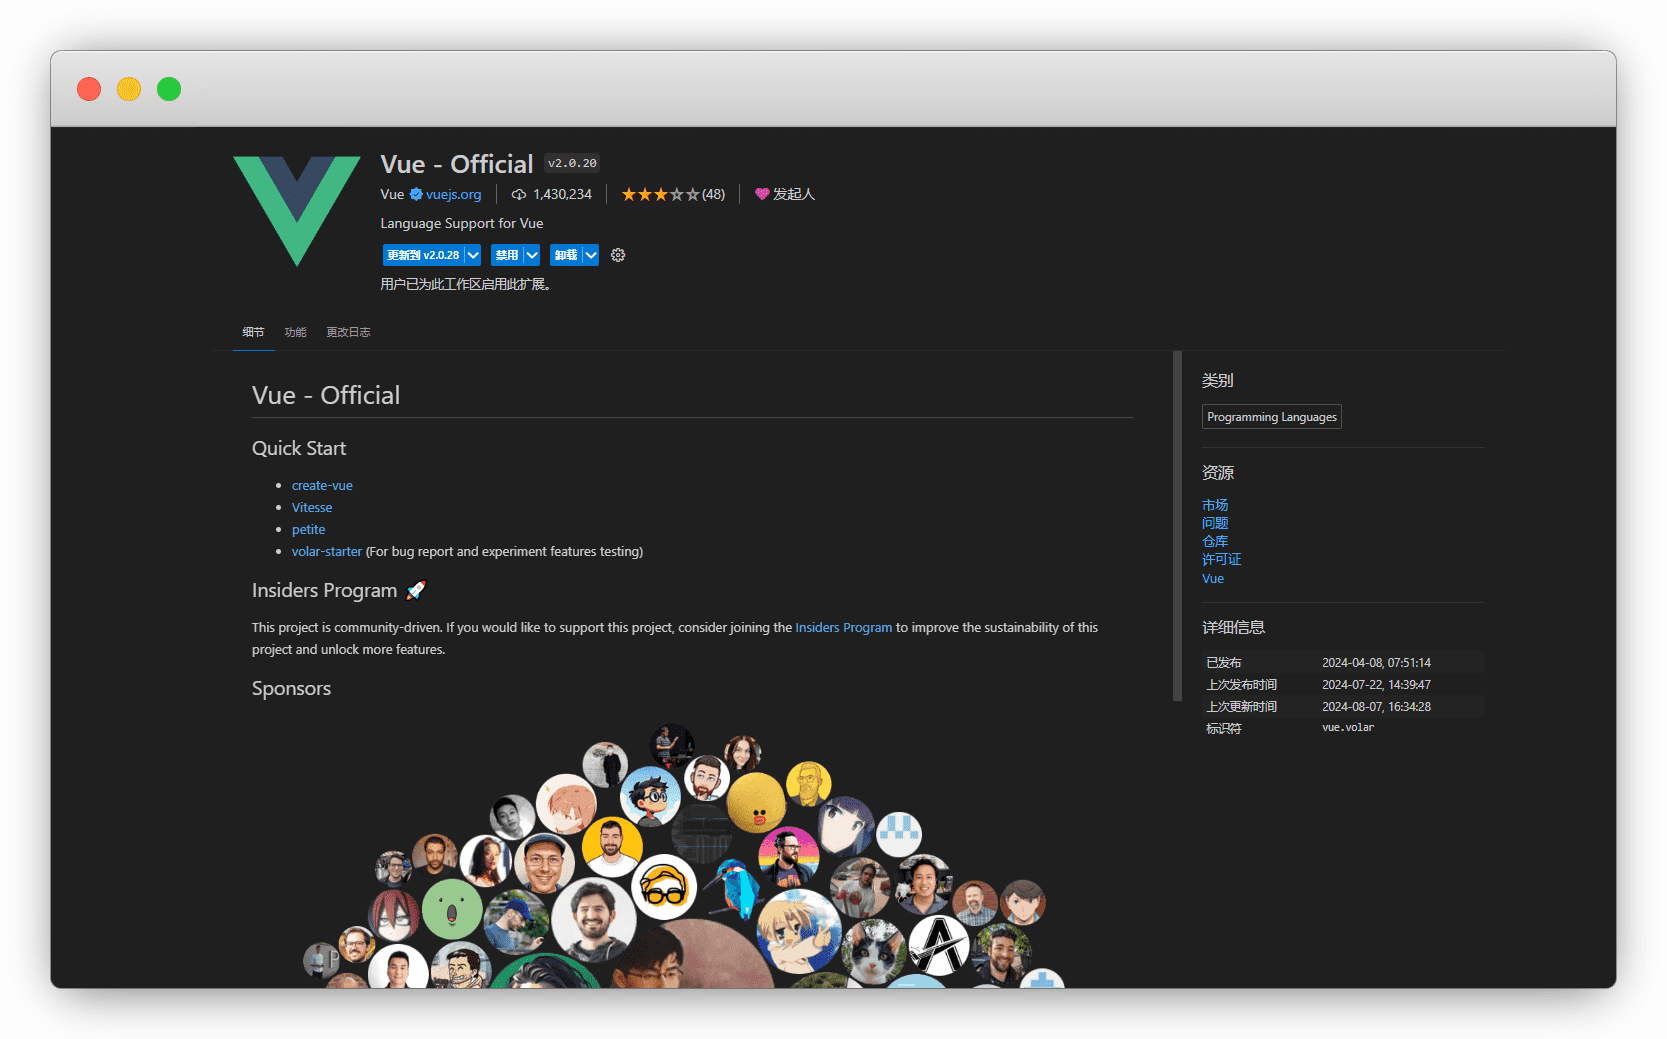 Vue - Official v2.0.20
Vue vuejs.org 1,430,234 (48) 发起人
Language Support for Vue
更新到 v2.0.28 禁用 卸载
用户已为此工作区启用此扩展。
细节 功能 更改日志
Vue - Official
Quick Start
create-vue
Vitesse
petite
volar-starter (For bug report and experiment features testing)
Insiders Program
This project is community-driven. If you would like to support this project, consider joining the Insiders Program to improve the sustainability of this
project and unlock more features.
Sponsors
类别
Programming Languages
资源
市场
问题
仓库
许可证
Vue
详细信息
已发布 2024-04-08, 07:51:14
上次发布时间 2024-07-22, 14:39:47
上次更新时间 2024-08-07, 16:34:28
标识符 vue.volar